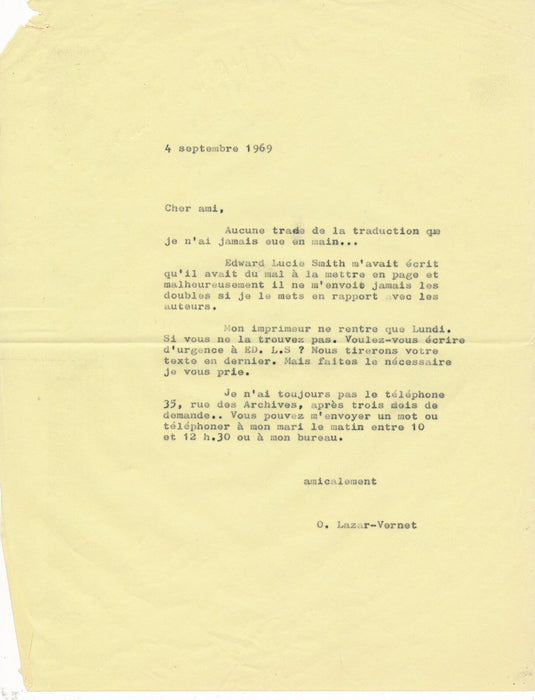 4 septembre 1969
Cher ami,
Aucune trade de la traduction que
je n'ai jamais eue en main...
Edward Lucie Smith m'avait écrit
qu'il avait du mal à la mettre en page et
malheureusement il ne m'envoie jamais les
doubles si je le mets en rapport avec les
auteurs.
Mon imprimeur ne rentre que Lundi.
Si vous ne la trouvez pas. Voulez-vous écrire
d'urgence à ED. L.S ? Nous tirerons votre
texte en dernier. Mais faites le nécessaire
je vous prie.
Je n'ai toujours pas le téléphone
35, rue des Archives, après trois mois de
demande.. Vous pouvez m'envoyer un mot ou
téléphoner à mon mari le matin entre 10
et 12 h.30 ou à mon bureau.
amicalement
O. Lazar-Vernet